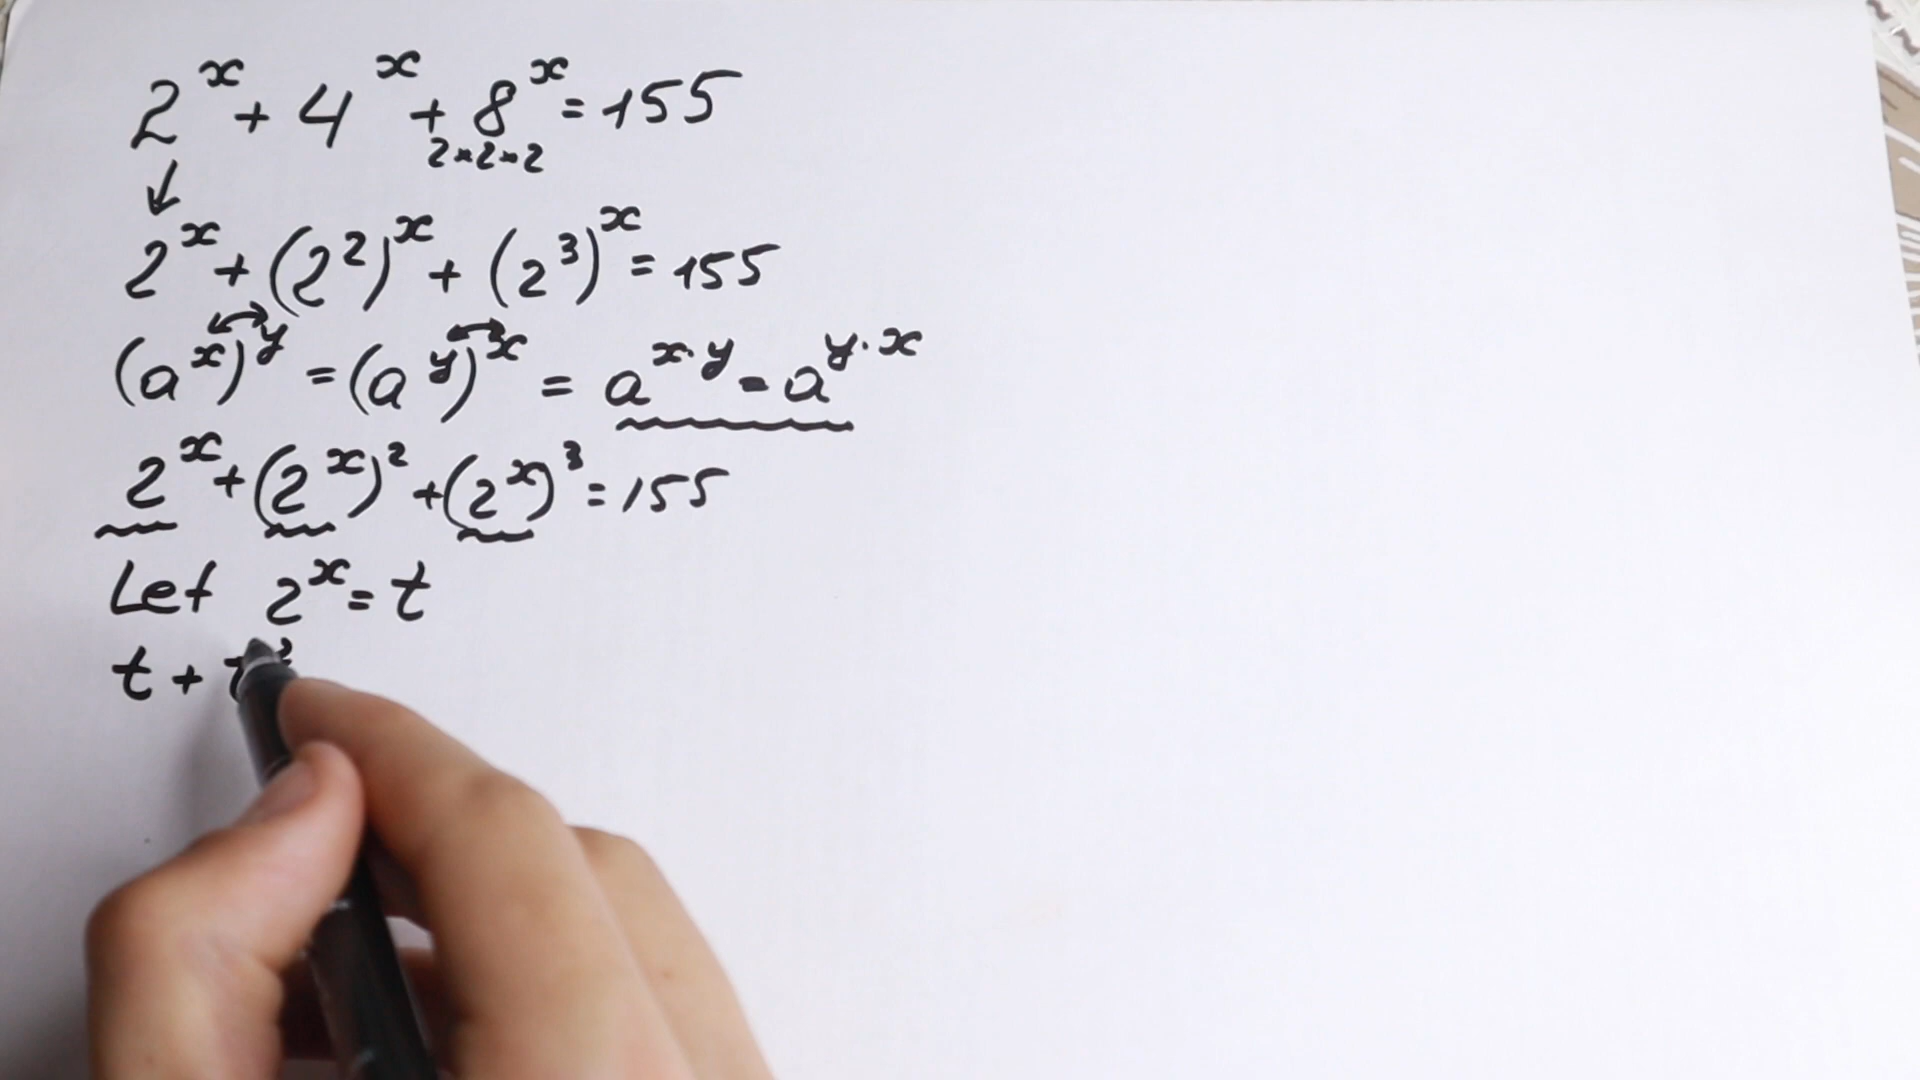 2^x + 4^x + 8^x = 155
2×2×2
2^x + (2^2)^x + (2^3)^x = 155
(a^x)^y = (a^y)^x = a^{x·y} = a^{y·x}
2^x + (2^x)^2 + (2^x)^3 = 155
Let 2^x = t
t + t^2